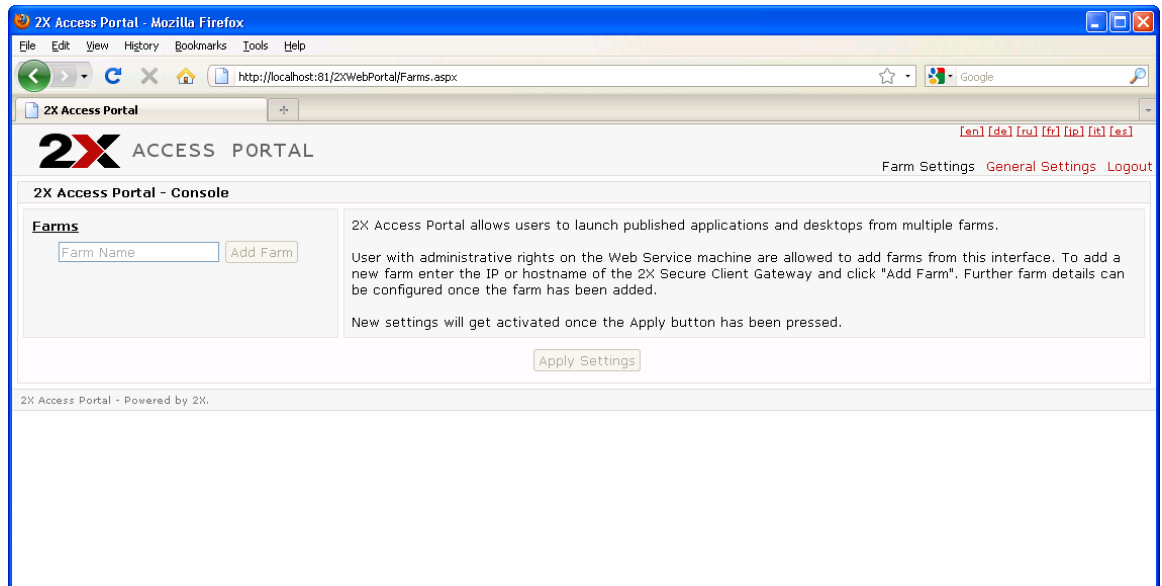 2X Access Portal - Mozilla Firefox
File Edit View History Bookmarks Tools Help
http://localhost:81/2XWebPortal/Farms.aspx
Google
2X Access Portal
[en] [de] [ru] [fr] [jp] [it] [es]
2X ACCESS PORTAL
Farm Settings General Settings Logout
2X Access Portal - Console
Farms
Farm Name Add Farm
2X Access Portal allows users to launch published applications and desktops from multiple farms.
User with administrative rights on the Web Service machine are allowed to add farms from this interface. To add a
new farm enter the IP or hostname of the 2X Secure Client Gateway and click "Add Farm". Further farm details can
be configured once the farm has been added.
New settings will get activated once the Apply button has been pressed.
Apply Settings
2X Access Portal - Powered by 2X.